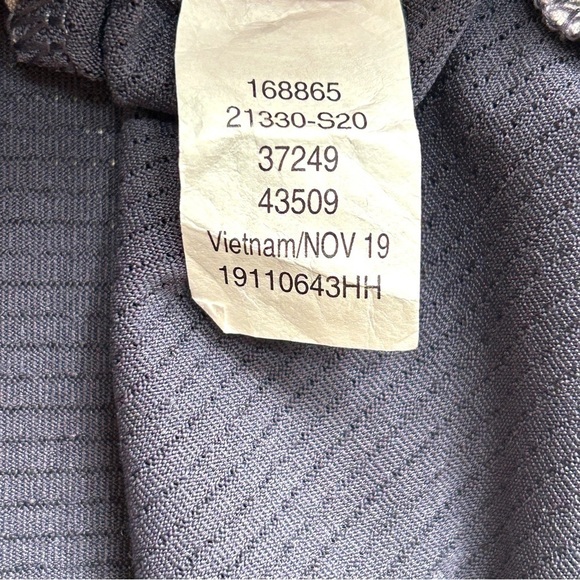 168865
21330-S20
37249
43509
Vietnam/NOV 19
19110643HH